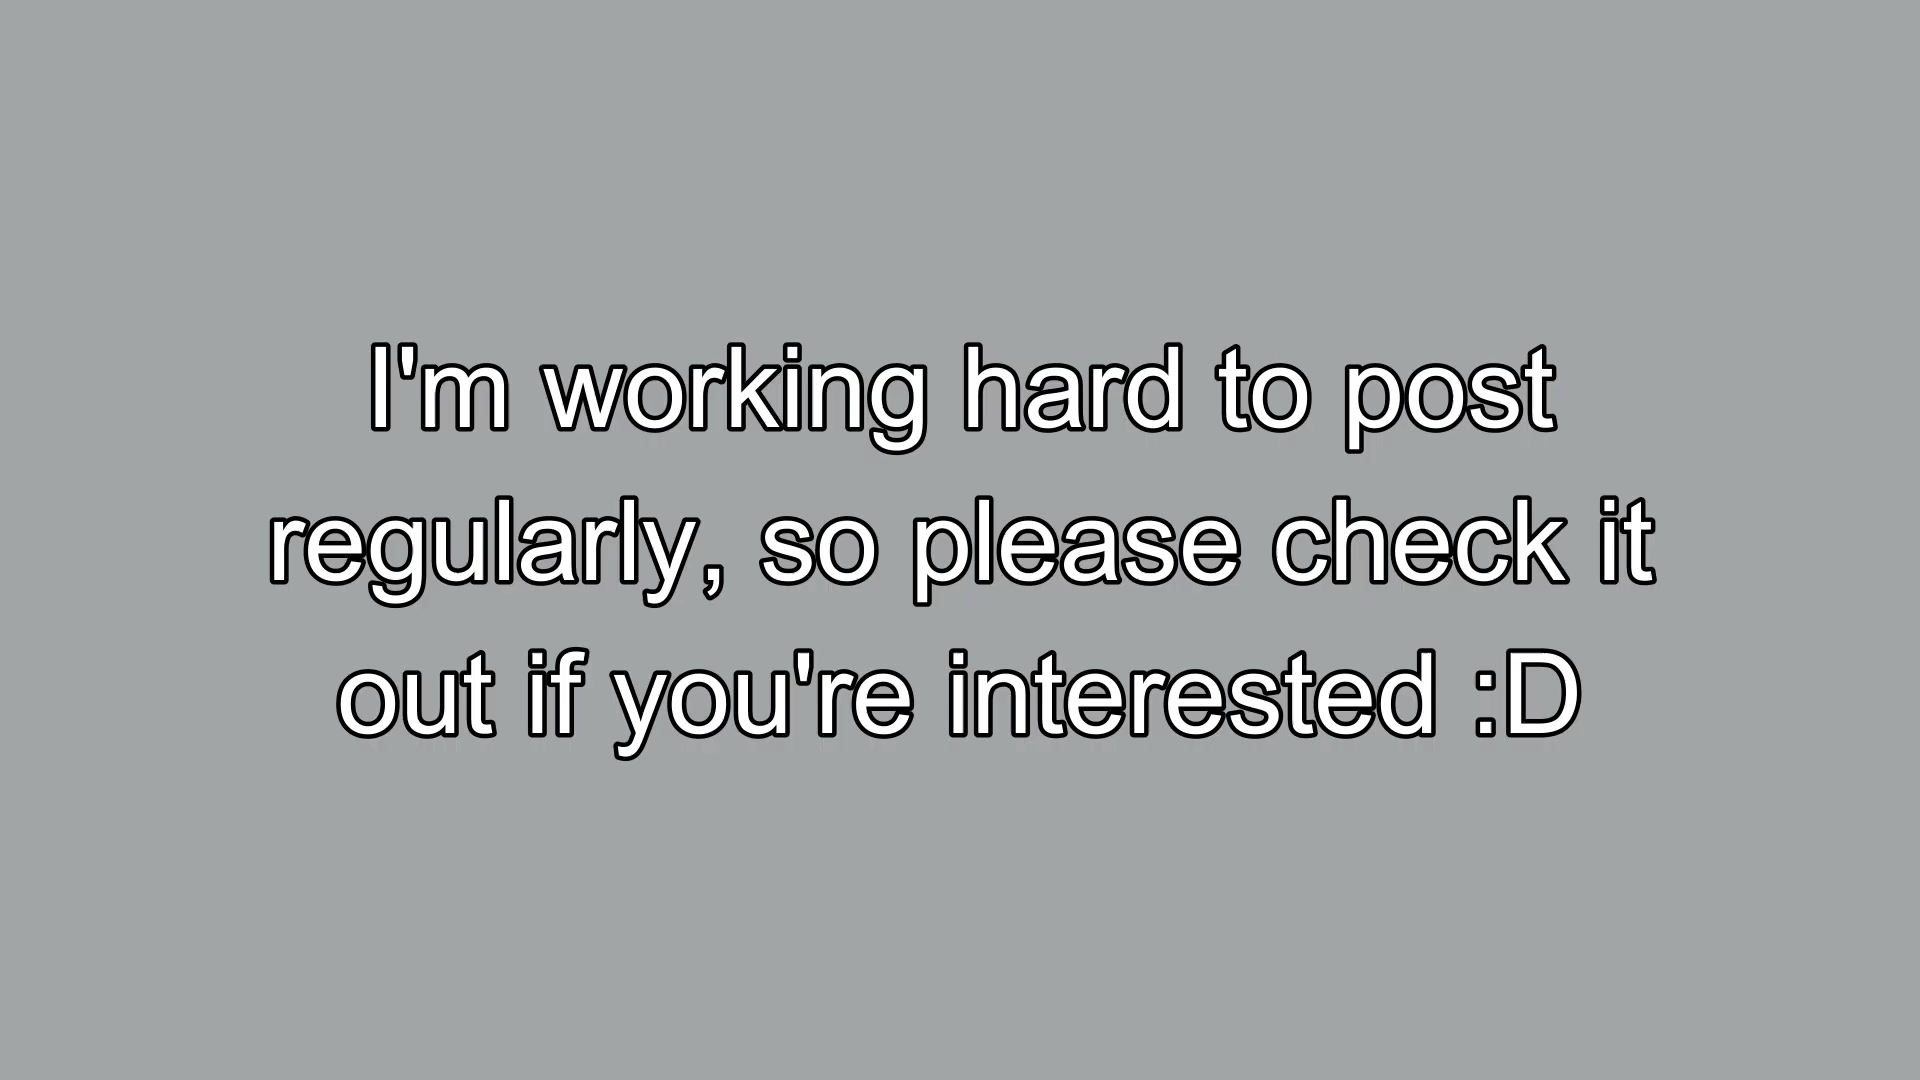 I'm working hard to post
regularly, so please check it
out if you're interested :D